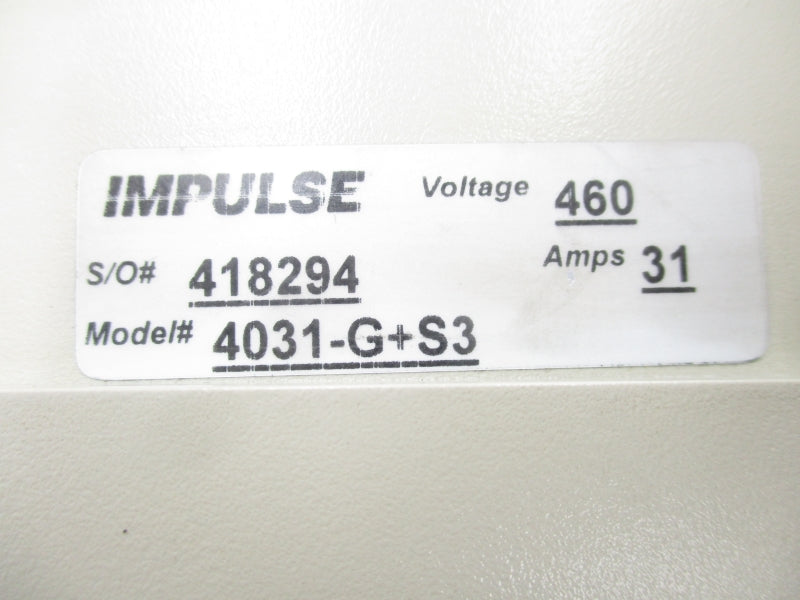 IMPULSE Voltage 460
S/O# 418294 Amps 31
Model# 4031-G+S3